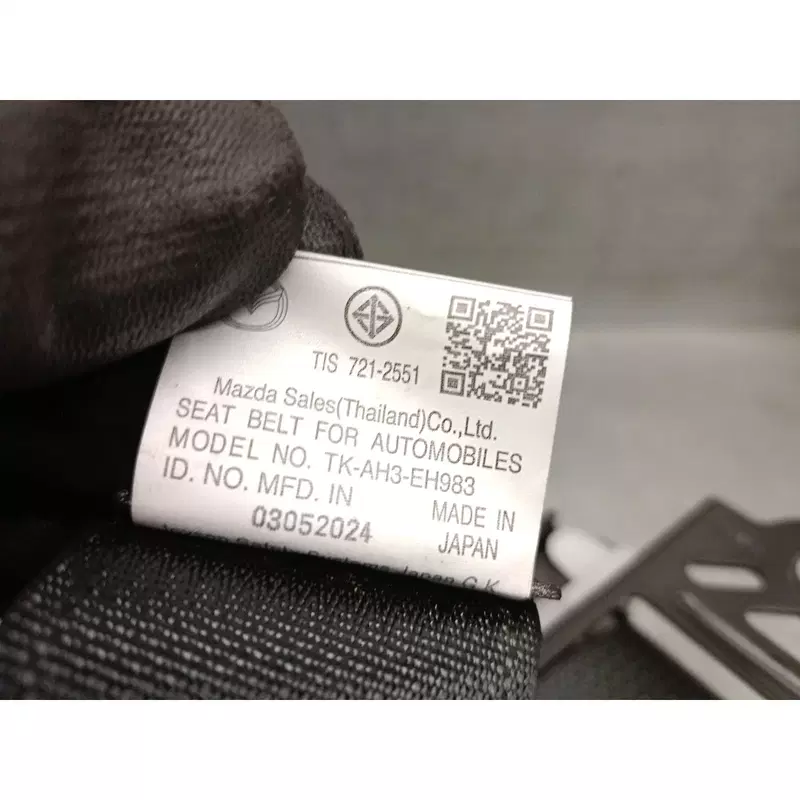 TIS 721-2551
Mazda Sales(Thailand)Co.,Ltd.
SEAT BELT FOR AUTOMOBILES
MODEL NO. TK-AH3-EH983
ID. NO. MFD. IN
03052024
MADE IN
JAPAN
Japan G.K.